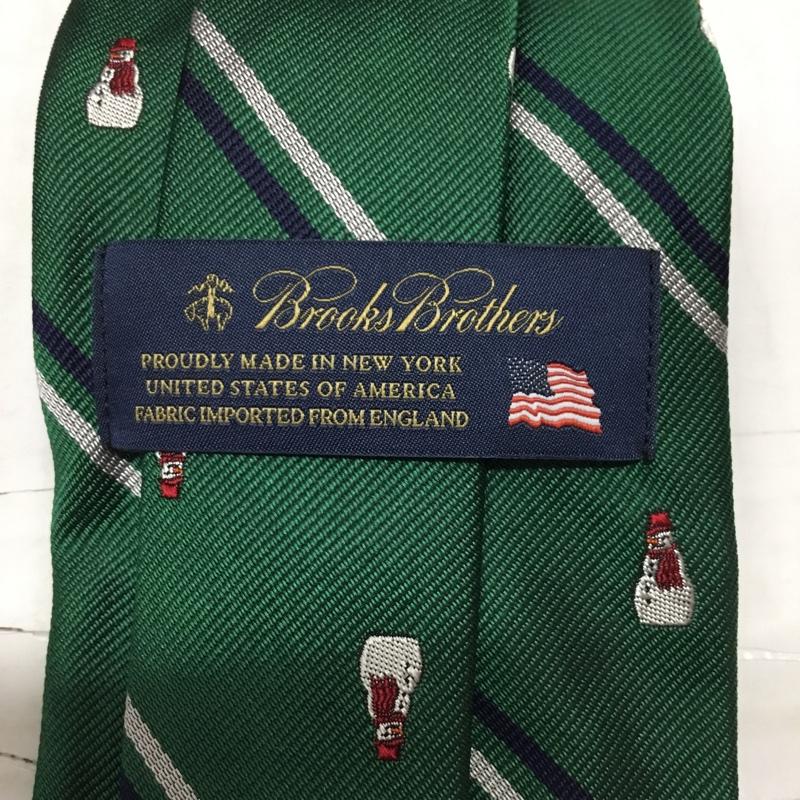 Brooks Brothers
PROUDLY MADE IN NEW YORK
UNITED STATES OF AMERICA
FABRIC IMPORTED FROM ENGLAND